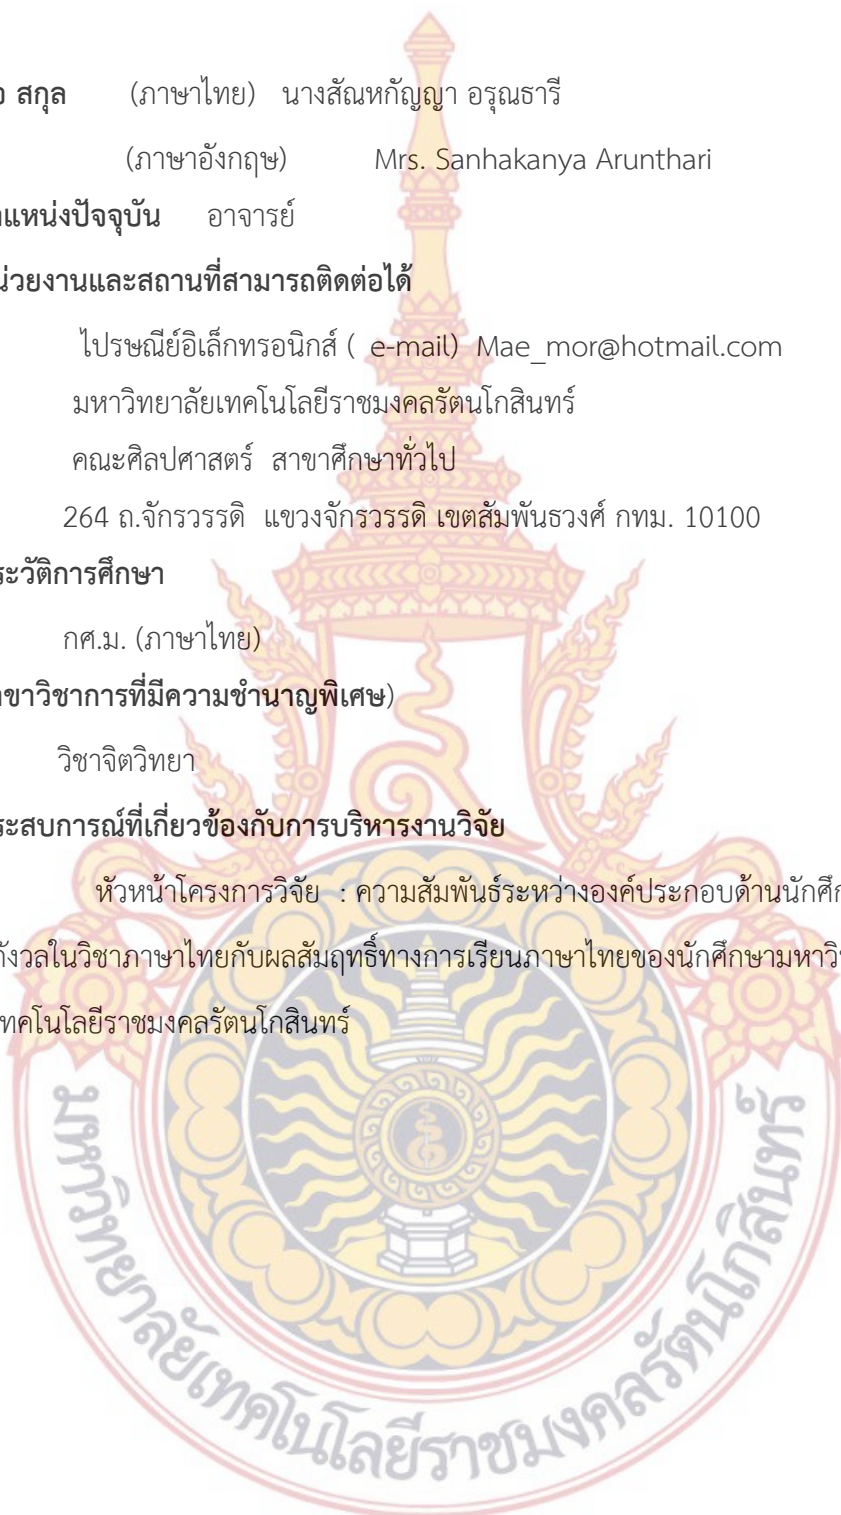 สกุล (ภาษาไทย) นางสัณหกัญญา อรุณธารี
(ภาษาอังกฤษ) Mrs. Sanhakanya Arunthari
แหน่งปัจจุบัน อาจารย์
น่วยงานและสถานที่สามารถติดต่อได้
ไปรษณีย์อิเล็กทรอนิกส์ ( e-mail) Mae_mor@hotmail.com
มหาวิทยาลัยเทคโนโลยีราชมงคลรัตนโกสินทร์
คณะศิลปศาสตร์ สาขาศึกษาทั่วไป
264 ถ.จักรวรรดิ แขวงจักรวรรดิ เขตสัมพันธวงศ์ กทม. 10100
ระวัติการศึกษา
กศ.ม. (ภาษาไทย)
ขาวิชาการที่มีความชำนาญพิเศษ)
วิชาจิตวิทยา
ระสบการณ์ที่เกี่ยวข้องกับการบริหารงานวิจัย
หัวหน้าโครงการวิจัย : ความสัมพันธ์ระหว่างองค์ประกอบด้านนักศึก
กังวลในวิชาภาษาไทยกับผลสัมฤทธิ์ทางการเรียนภาษาไทยของนักศึกษามหาวิท
ทคโนโลยีราชมงคลรัตนโกสินทร์
มหาวิทยาลัยเทคโนโลยีราชมงคลรัตนโกสินทร์